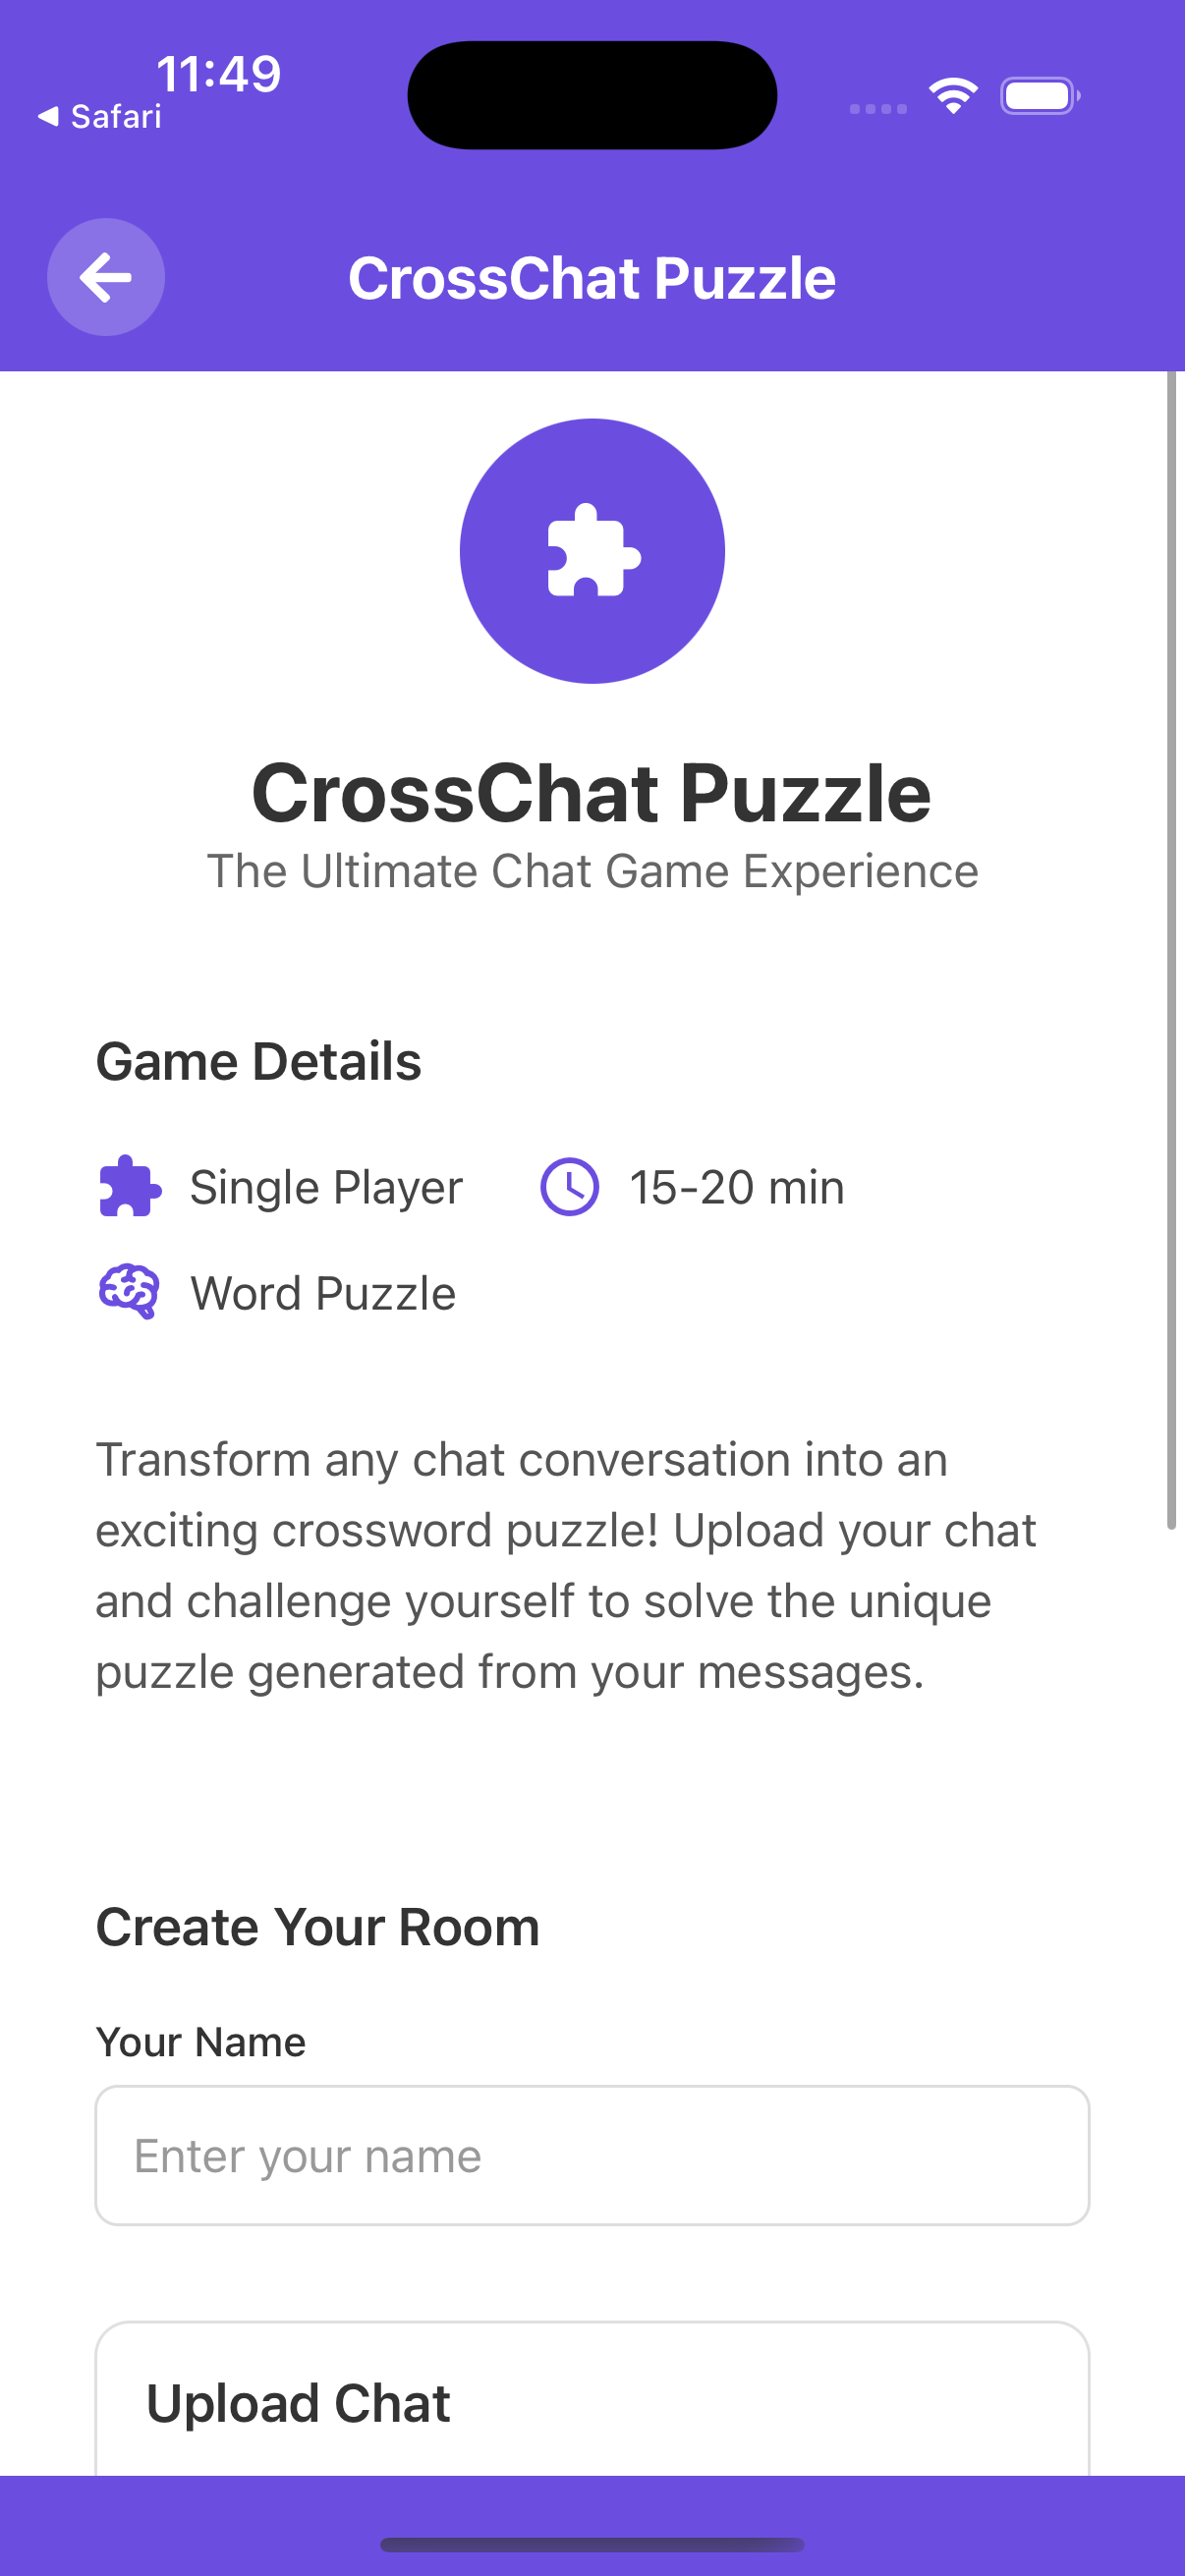 11:49
Safari
CrossChat Puzzle
CrossChat Puzzle
The Ultimate Chat Game Experience
Game Details
Single Player
15-20 min
Word Puzzle
Transform any chat conversation into an
exciting crossword puzzle! Upload your chat
and challenge yourself to solve the unique
puzzle generated from your messages.
Create Your Room
Your Name
Enter your name
Upload Chat